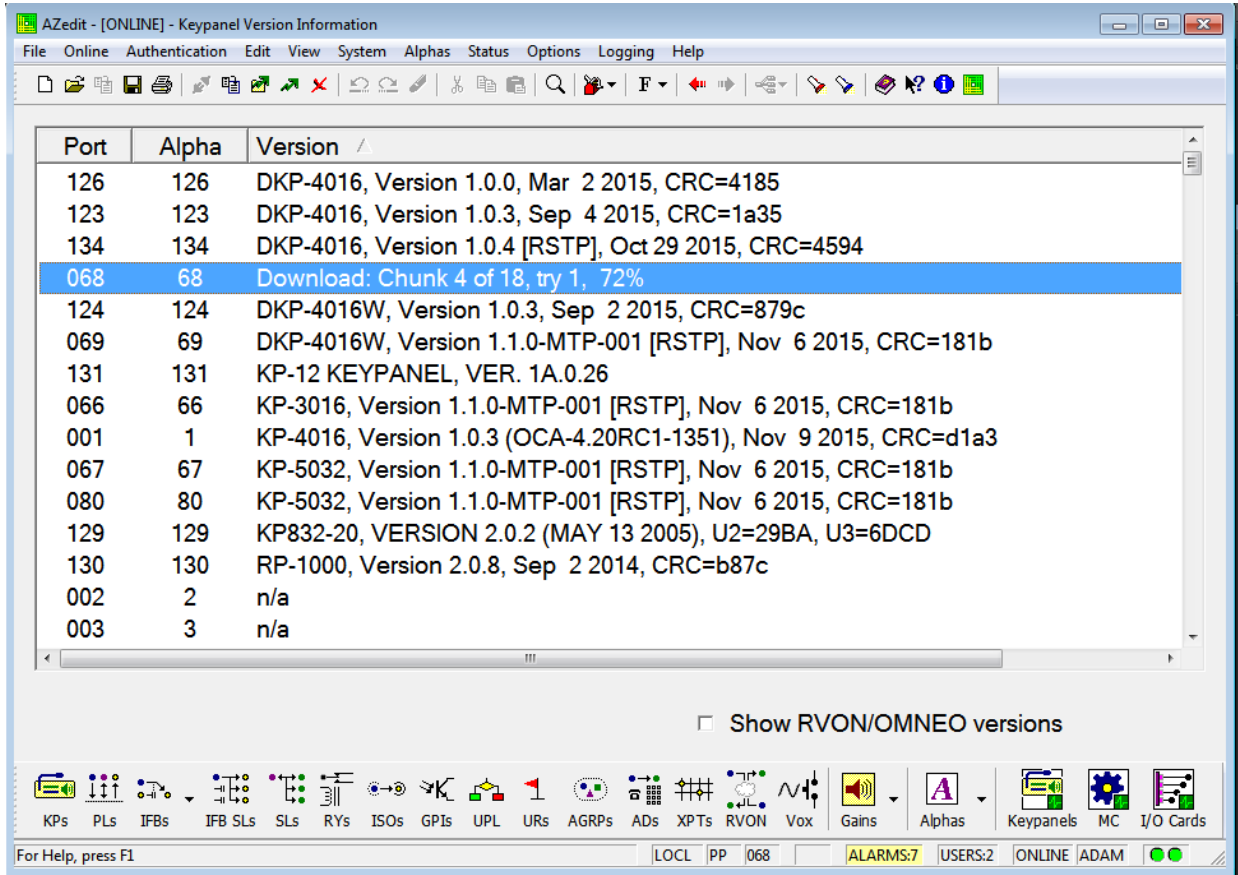 AZedit - [ONLINE] - Keypanel Version Information
File Online Authentication Edit View System Alphas Status Options Logging Help
F
Port Alpha Version
126 126 DKP-4016, Version 1.0.0, Mar 2 2015, CRC=4185
123 123 DKP-4016, Version 1.0.3, Sep 4 2015, CRC=1a35
134 134 DKP-4016, Version 1.0.4 [RSTP], Oct 29 2015, CRC=4594
068 68 Download: Chunk 4 of 18, try 1, 72%
124 124 DKP-4016W, Version 1.0.3, Sep 2 2015, CRC=879c
069 69 DKP-4016W, Version 1.1.0-MTP-001 [RSTP], Nov 6 2015, CRC=181b
131 131 KP-12 KEYPANEL, VER. 1A.0.26
066 66 KP-3016, Version 1.1.0-MTP-001 [RSTP], Nov 6 2015, CRC=181b
001 1 KP-4016, Version 1.0.3 (OCA-4.20RC1-1351), Nov 9 2015, CRC=d1a3
067 67 KP-5032, Version 1.1.0-MTP-001 [RSTP], Nov 6 2015, CRC=181b
080 80 KP-5032, Version 1.1.0-MTP-001 [RSTP], Nov 6 2015, CRC=181b
129 129 KP832-20, VERSION 2.0.2 (MAY 13 2005), U2=29BA, U3=6DCD
130 130 RP-1000, Version 2.0.8, Sep 2 2014, CRC=b87c
002 2 n/a
003 3 n/a
Show RVON/OMNEO versions
A
KPs PLs IFBs IFB SLs SLs RYs ISOs GPIs UPL URs AGRPs ADs XPTs RVON Vox Gains Alphas Keypanels MC I/O Cards
For Help, press F1 LOCL PP 068 ALARMS:7 USERS:2 ONLINE ADAM